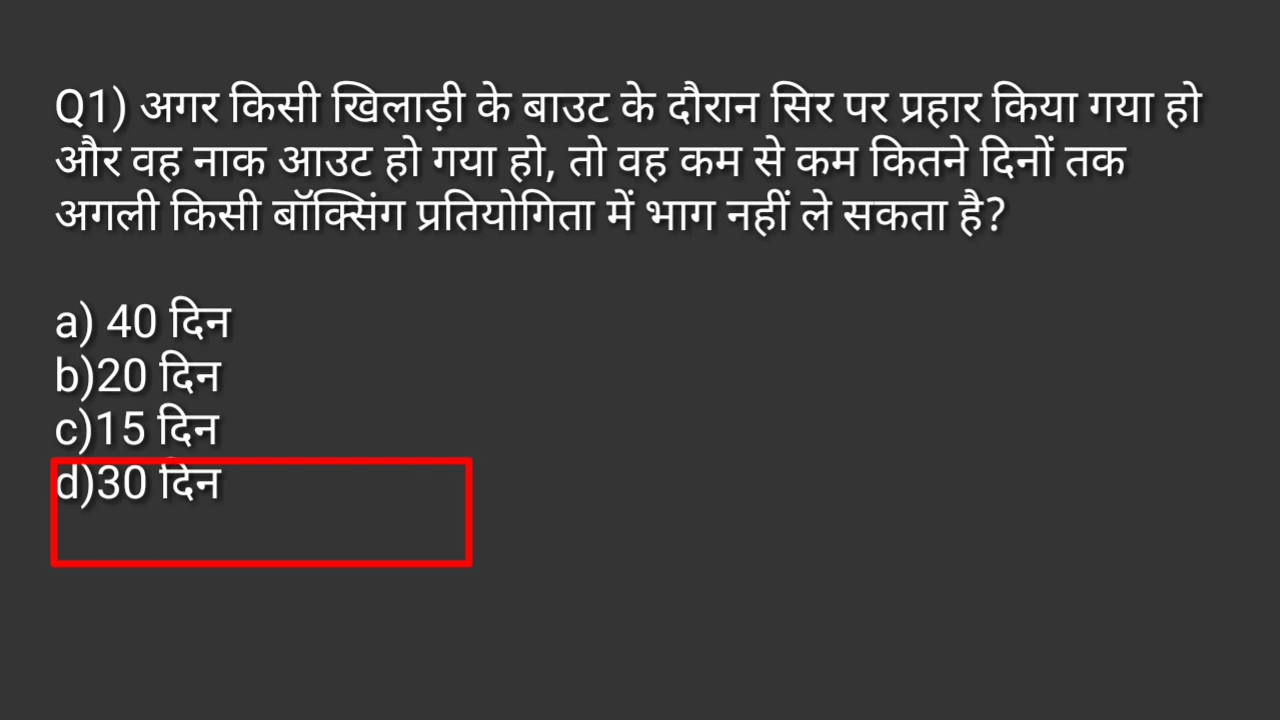 Q1) अगर किसी खिलाड़ी के बाउट के दौरान सिर पर प्रहार किया गया हो
और वह नाक आउट हो गया हो, तो वह कम से कम कितने दिनों तक
अगली किसी बॉक्सिंग प्रतियोगिता में भाग नहीं ले सकता है?
a) 40 दिन
b)20 दिन
c)15 दिन
d)30 दिन